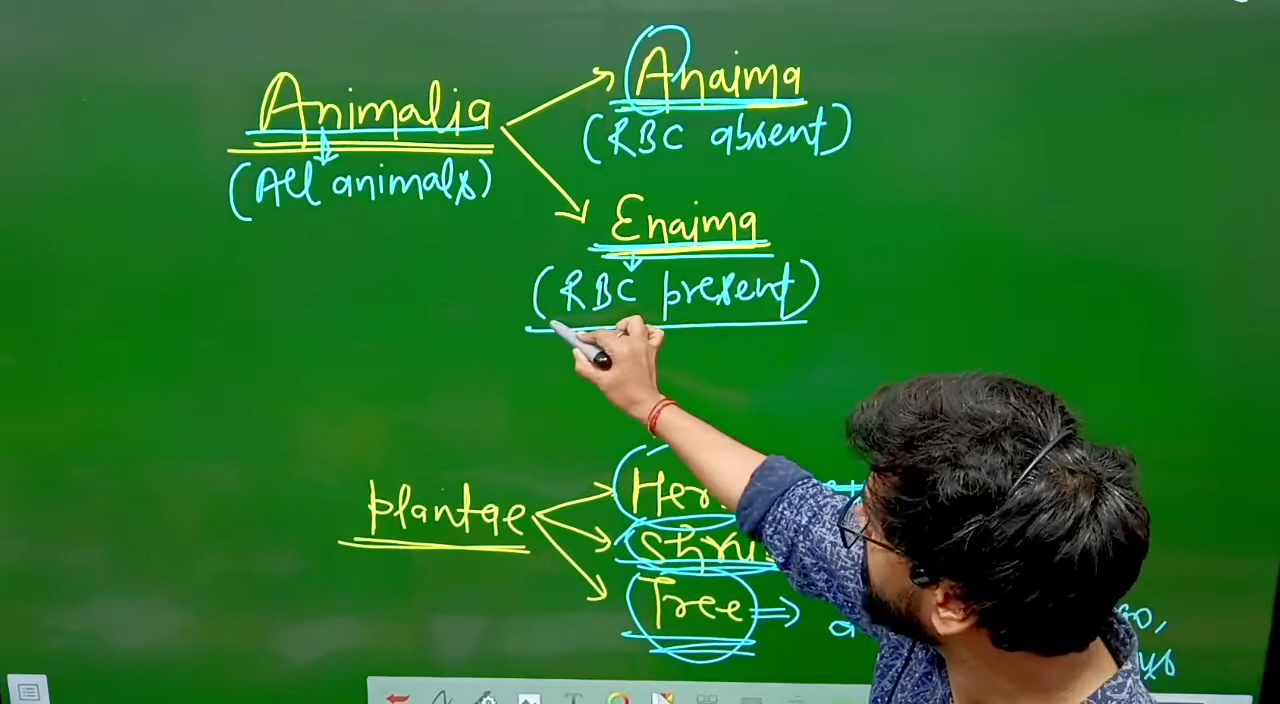 Animalia
(All animals)
Anaima
(RBC absent)
Enaima
(RBC present)
plantae
Tree